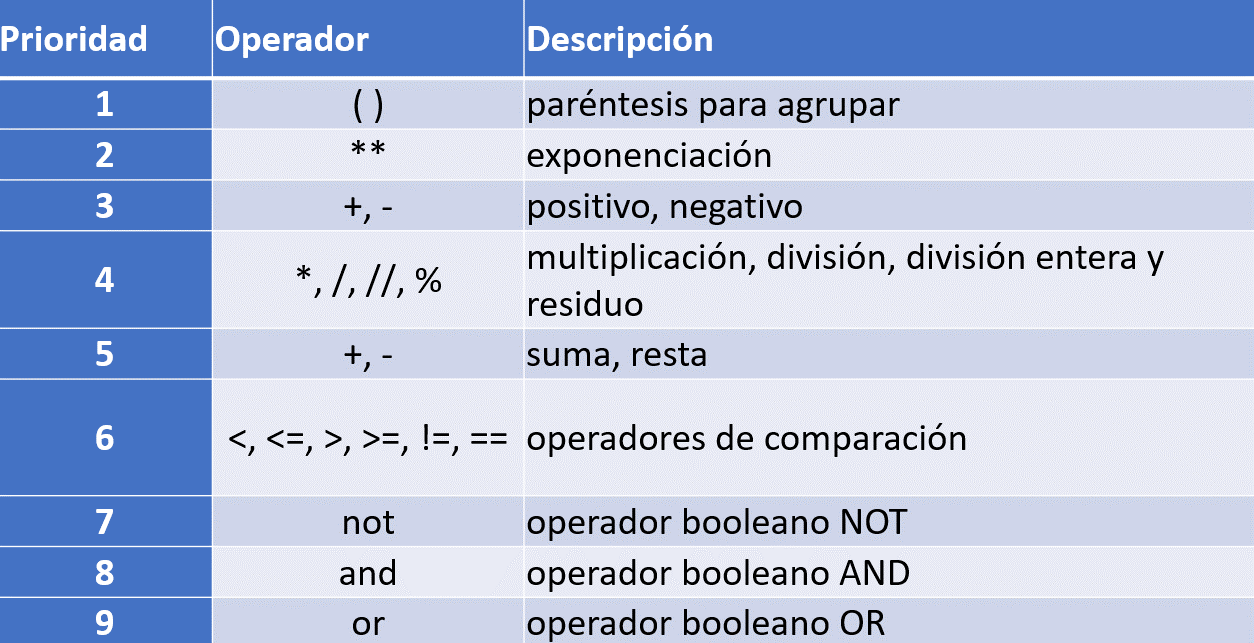 Prioridad Operador Descripción
1 ( ) paréntesis para agrupar
2 ** exponenciación
3 +, - positivo, negativo
4 *, /, //, % multiplicación, división, división entera y
residuo
5 +, - suma, resta
6 <, <=, >, >=, !=, == operadores de comparación
7 not operador booleano NOT
8 and operador booleano AND
9 or operador booleano OR